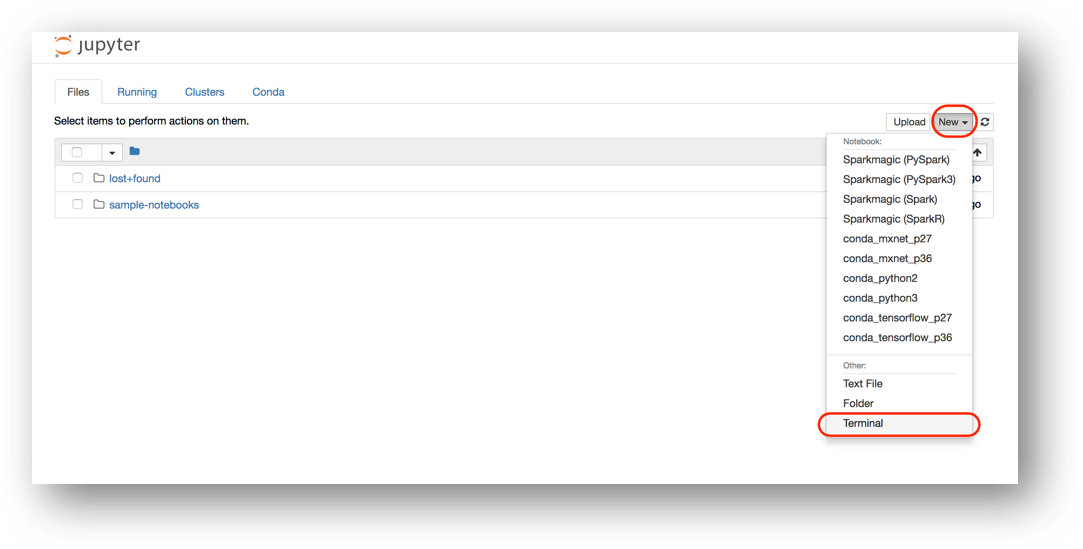 jupyter
Files Running Clusters Conda
Select items to perform actions on them.
Upload New
Notebook:
Sparkmagic (PySpark)
lost+found
Sparkmagic (PySpark3) go
Sparkmagic (Spark)
sample-notebooks go
Sparkmagic (SparkR)
conda_mxnet_p27
conda_mxnet_p36
conda_python2
conda_python3
conda_tensorflow_p27
conda_tensorflow_p36
Other:
Text File
Folder
Terminal